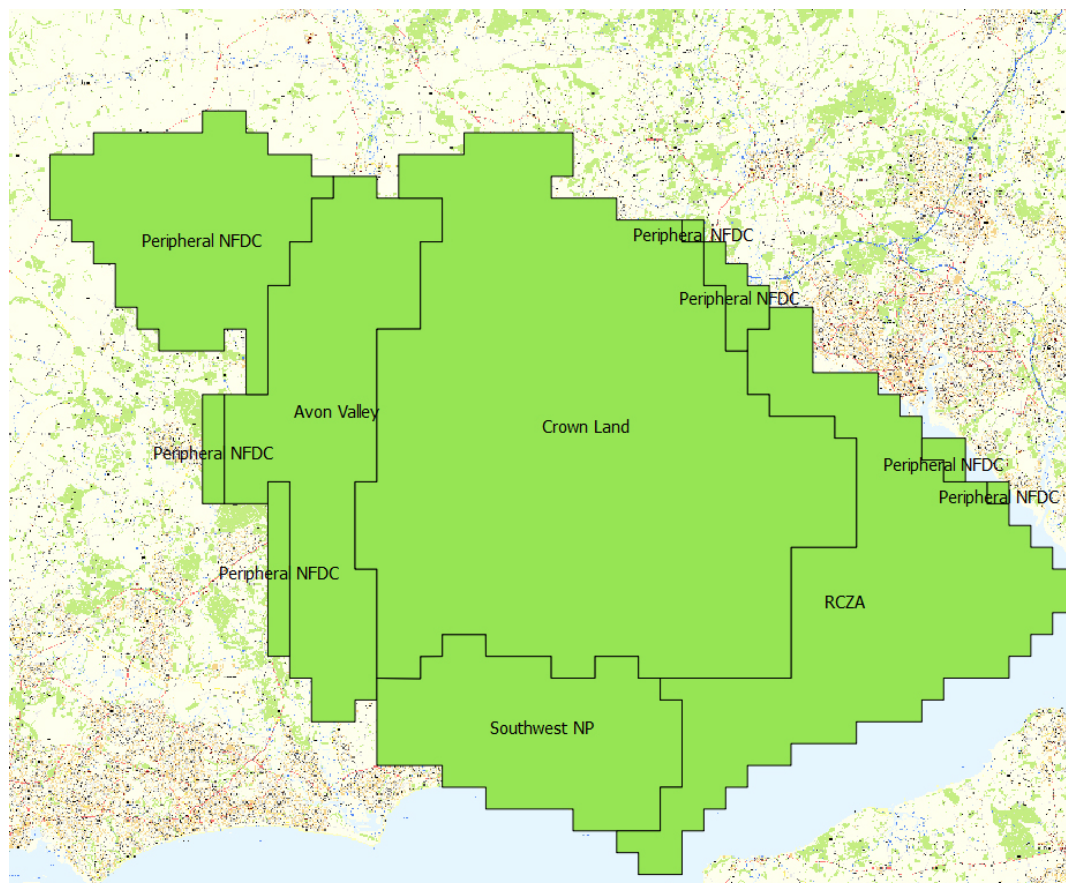 Peripheral NFDC
Peripheral NFDC
Peripheral NFDC
Avon Valley
Crown Land
Peripheral NFDC
Peripheral NFDC
Peripheral NFDC
Peripheral NFDC
RCZA
Southwest NP